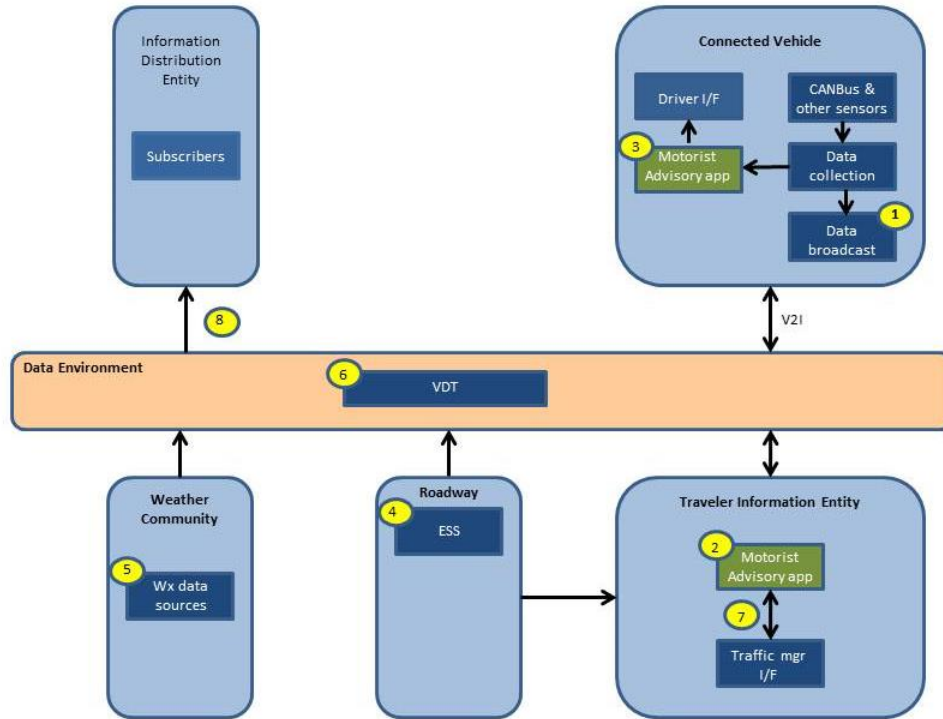 Information
Distribution
Entity
Subscribers
8
Connected Vehicle
Driver I/F
CANBus &
other sensors
3
Motorist
Advisory app
Data
collection
1
Data
broadcast
V2I
Data Environment
6
VDT
Weather
Community
5
Wx data
sources
Roadway
4
ESS
Traveler Information Entity
2
Motorist
Advisory app
7
Traffic mgr
I/F